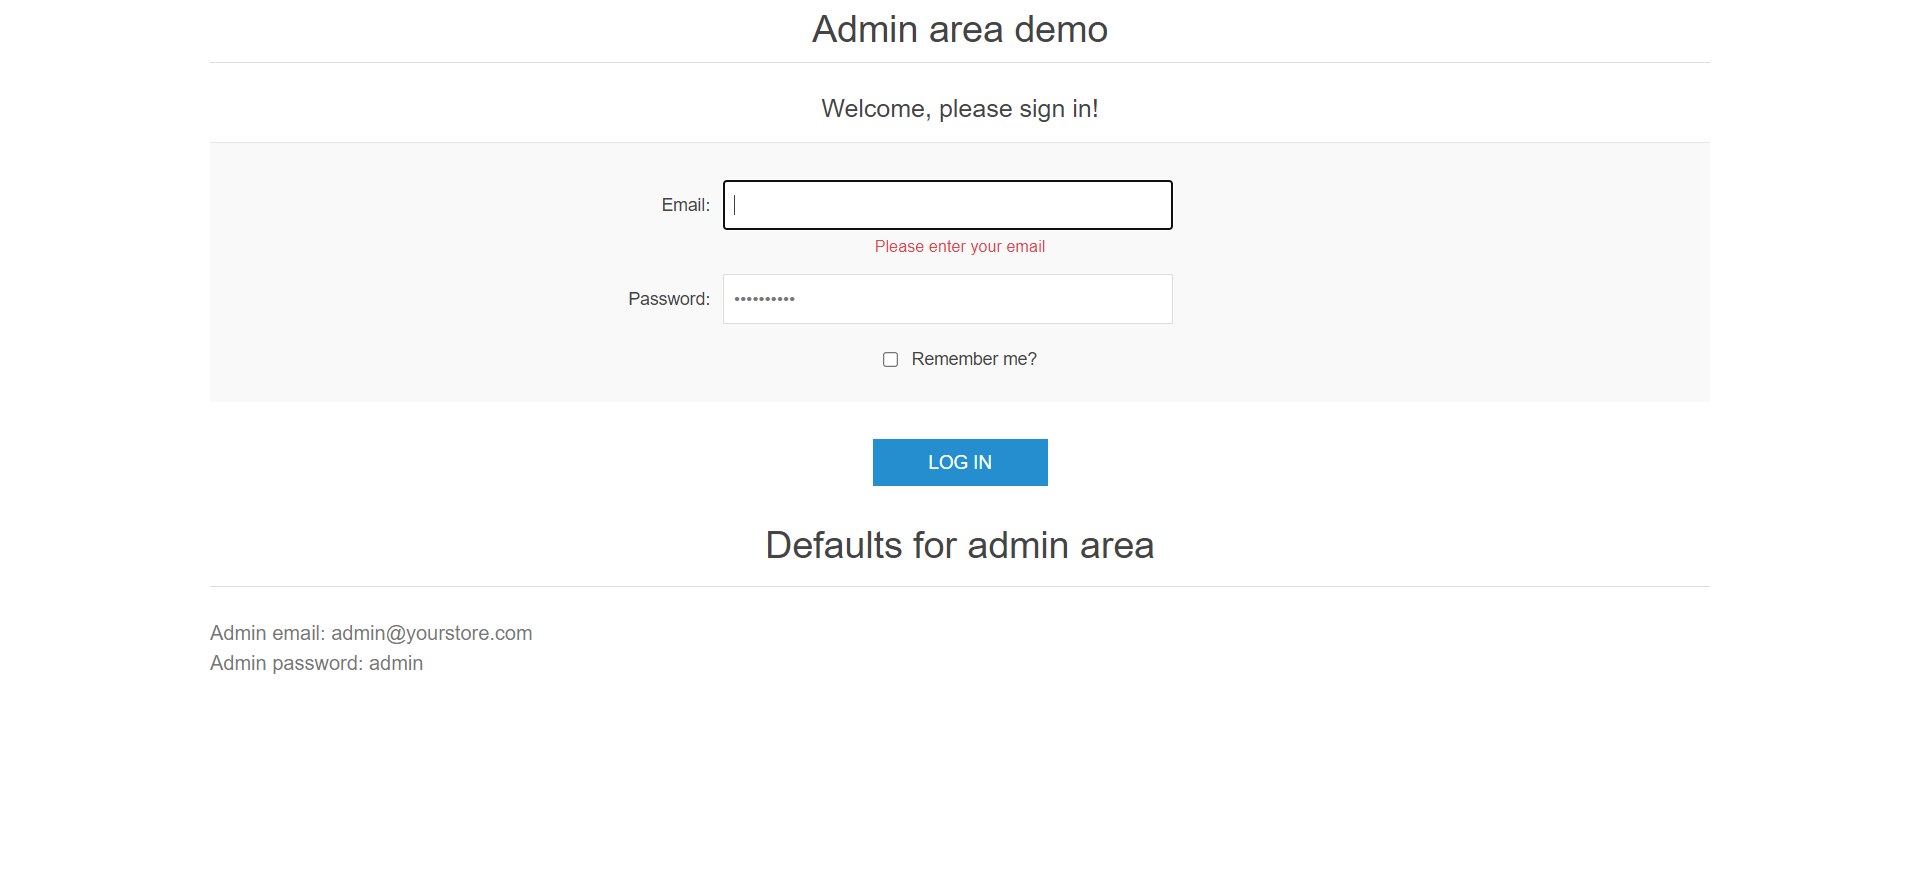 Admin area demo
Welcome, please sign in!
Email:
Please enter your email
Password: ••••••••••
Remember me?
LOG IN
Defaults for admin area
Admin email: admin@yourstore.com
Admin password: admin